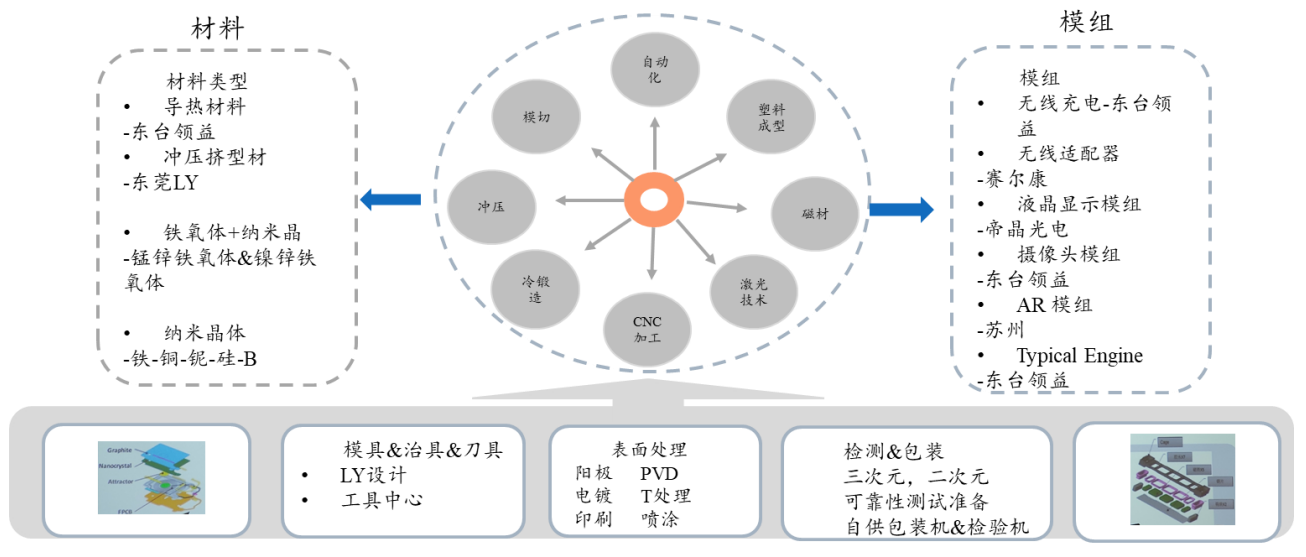 材料
材料类型
• 导热材料
-东台领益
• 冲压挤型材
-东莞LY
• 铁氧体+纳米晶
-锰锌铁氧体&镍锌铁
氧体
• 纳米晶体
-铁-铜-铌-硅-B
自动
化
模切
塑料
成型
冲压
磁材
冷锻
造
激光
技术
CNC
加工
模组
模组
• 无线充电-东台领
益
• 无线适配器
-赛尔康
• 液晶显示模组
-帝晶光电
• 摄像头模组
-东台领益
• AR 模组
-苏州
• Typical Engine
-东台领益
Graphite
Nanocrystal
Attractor
FPCB
模具&治具&刀具
• LY设计
• 工具中心
表面处理
阳极 PVD
电镀 T处理
印刷 喷涂
检测&包装
三次元，二次元
可靠性测试准备
自供包装机&检验机